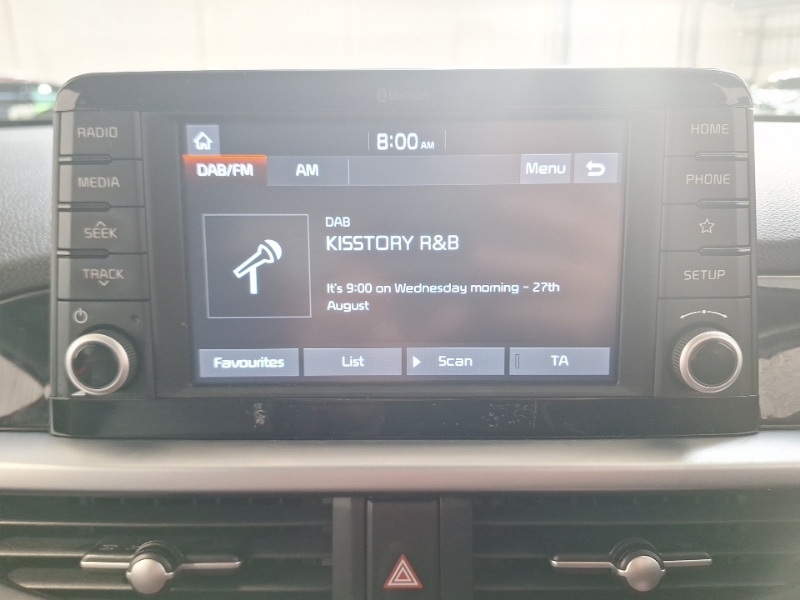 Bluetooth
RADIO
MEDIA
SEEK
TRACK
8:00 AM
DAB/FM
AM
Menu
DAB
KISSTORY R&B
It's 9:00 on Wednesday morning - 27th
August
Favourites
List
Scan
TA
HOME
PHONE
SETUP